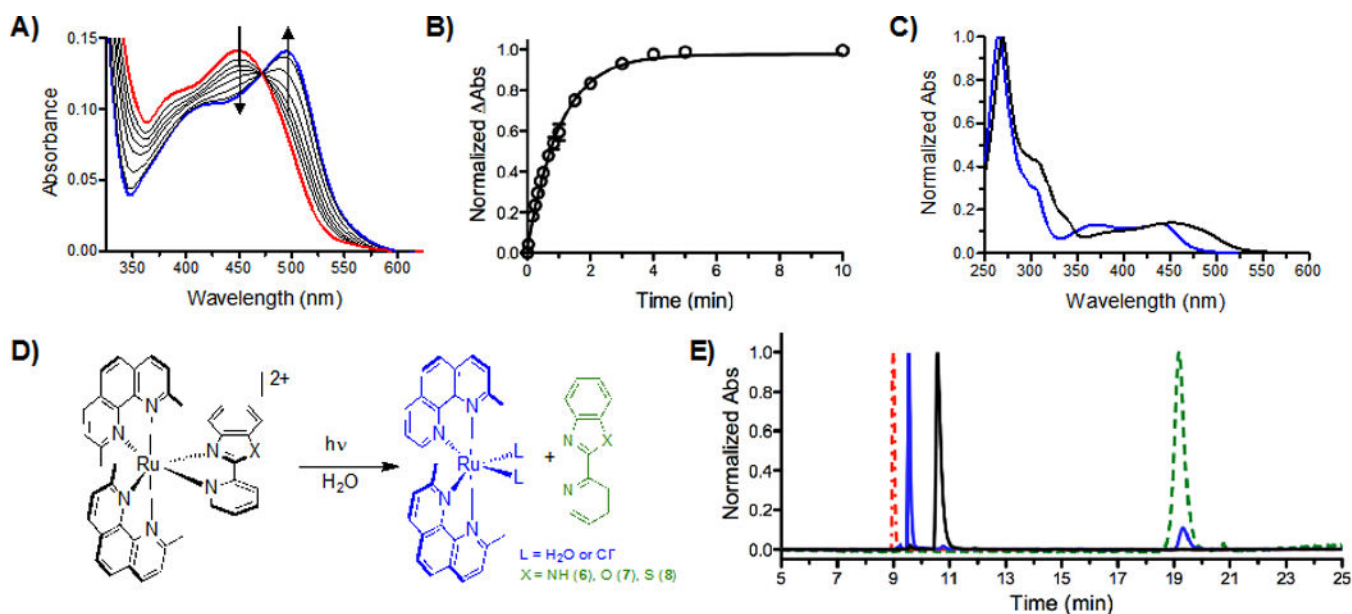 A)
Absorbance
0.15
0.10
0.05
0.00
350 400 450 500 550 600
Wavelength (nm)
B)
Normalized ΔAbs
1.0
0.8
0.6
0.4
0.2
0.0
0 2 4 6 8 10
Time (min)
C)
Normalized Abs
1.0
0.8
0.6
0.4
0.2
0.0
250 300 350 400 450 500 550 600
Wavelength (nm)
D)
2+
N
N
N
X
Ru
N
N
N
hν
H2O
N
N
L
Ru
L
N
N
+
N
X
N
L = H2O or Cl-
X = NH (6), O (7), S (8)
E)
Normalized Abs
1.0
0.8
0.6
0.4
0.2
0.0
5 7 9 11 13 15 17 19 21 23 25
Time (min)